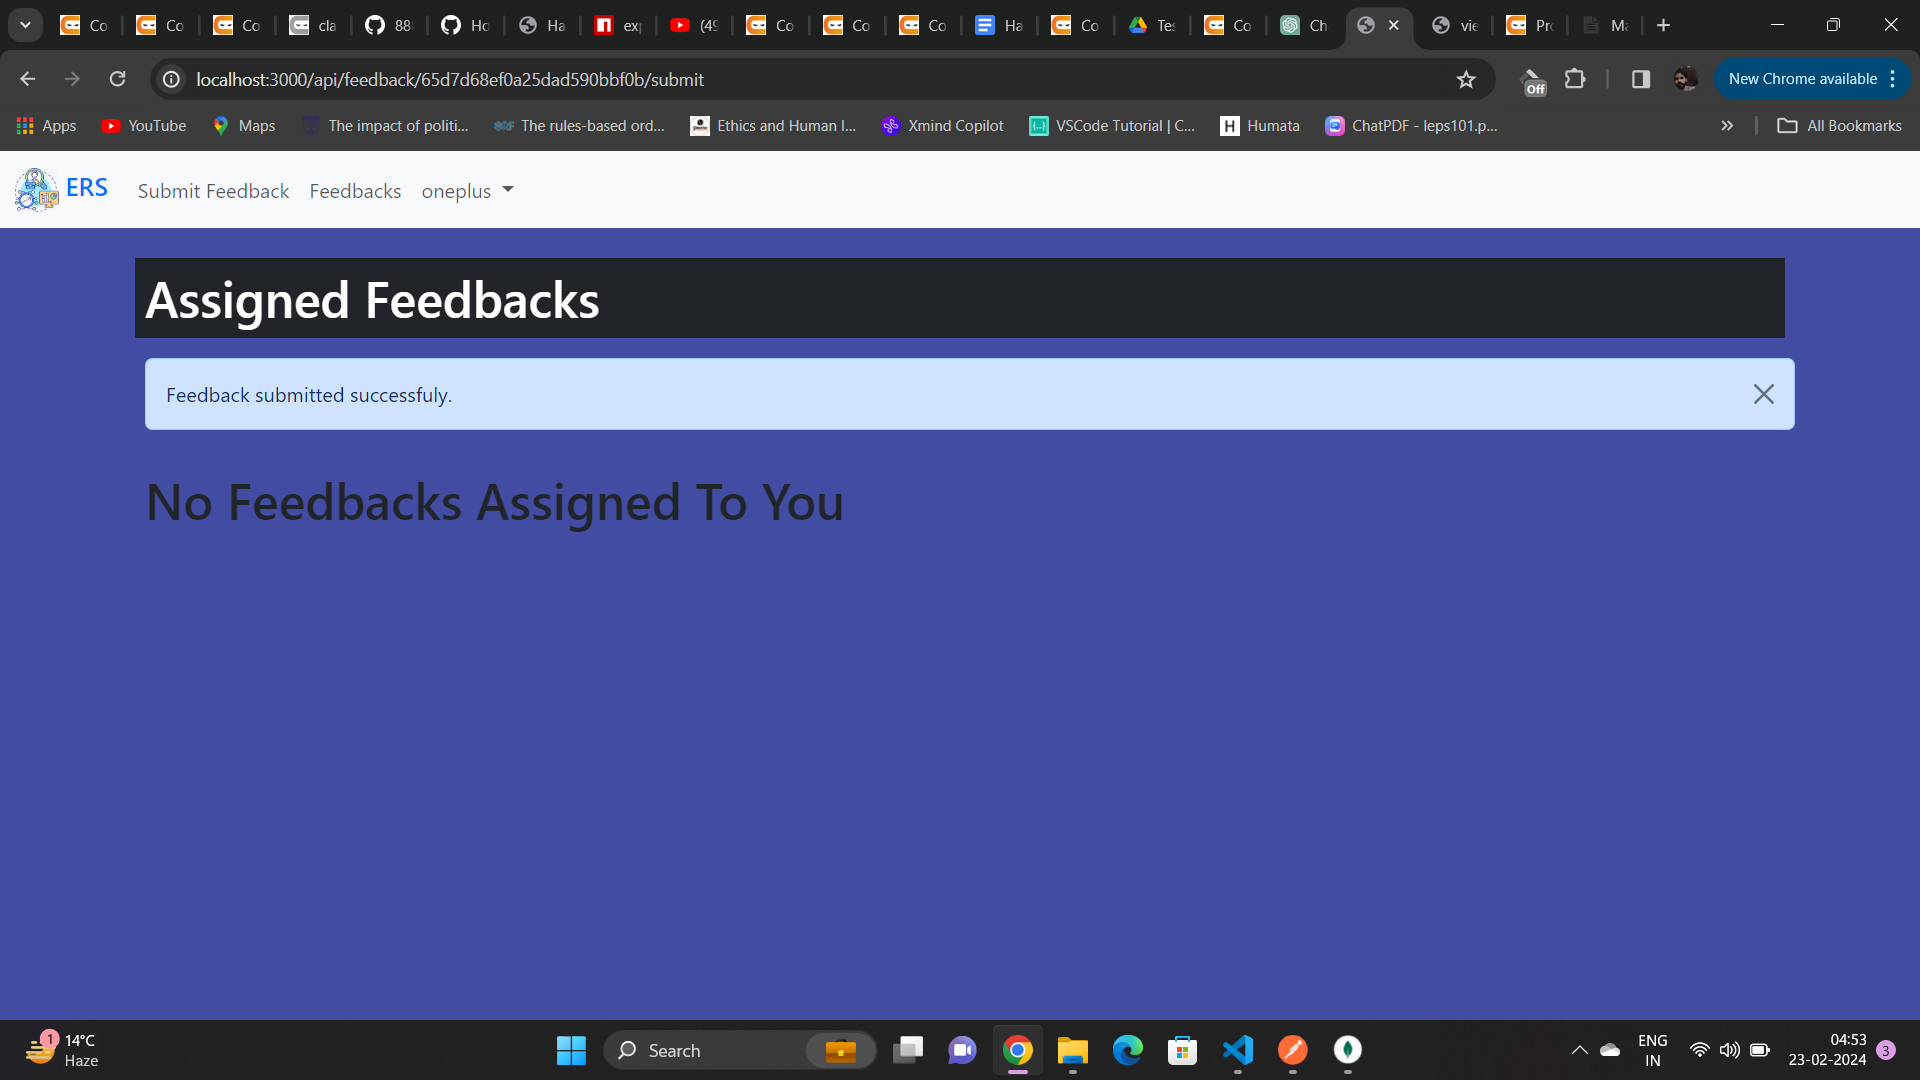 Co
Co
Co
cla
88
Ho
Ha
exp
(49
Co
Co
Co
Ha
Co
Tes
Co
Ch
vie
Pro
Ma
localhost:3000/api/feedback/65d7d68ef0a25dad590bbf0b/submit
Off
New Chrome available
Apps
YouTube
Maps
The impact of politi...
The rules-based ord...
Ethics and Human I...
Xmind Copilot
VSCode Tutorial | C...
H Humata
ChatPDF - leps101.p...
All Bookmarks
ERS
Submit Feedback
Feedbacks
oneplus
Assigned Feedbacks
Feedback submitted successfuly.
No Feedbacks Assigned To You
1
14°C
Haze
Search
ENG
IN
04:53
23-02-2024
3